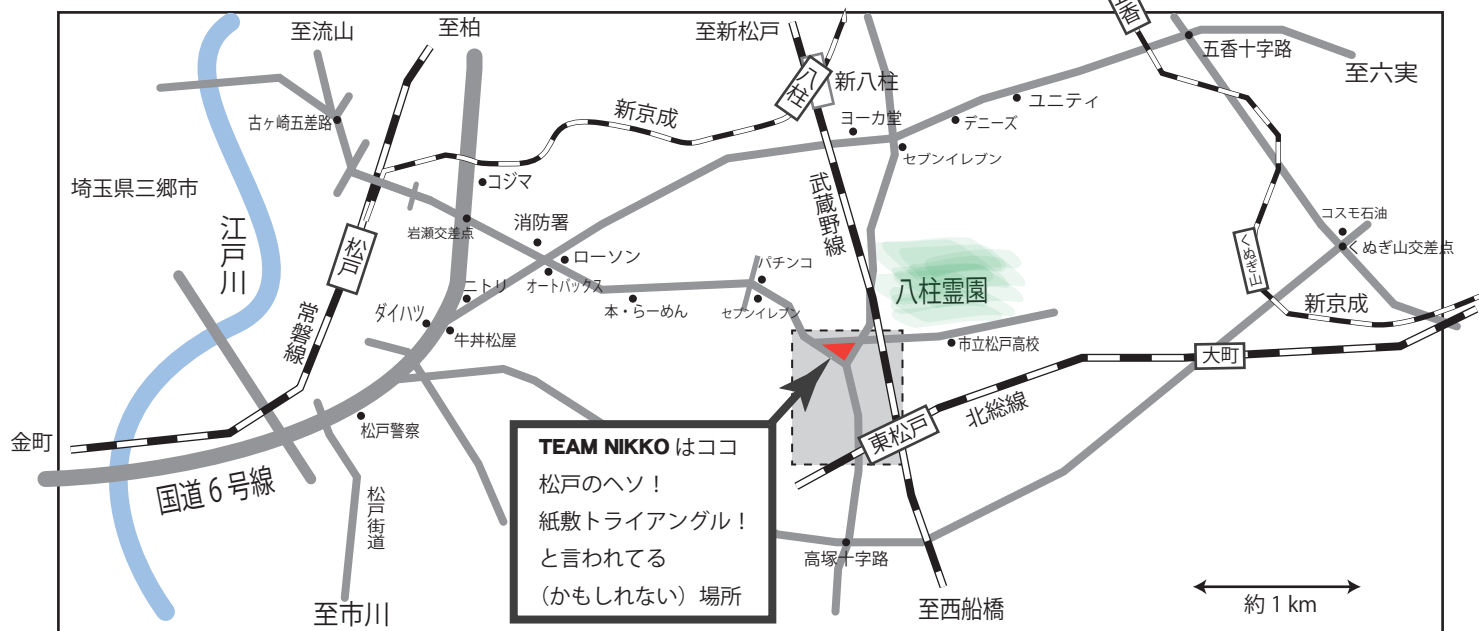 至流山
至柏
至新松戸
八柱
新八柱
五香
五香十字路
至六実
古ヶ崎五差路
新京成
ヨーカ堂
ユニティ
デニーズ
セブンイレブン
埼玉県三郷市
コジマ
江戸川
岩瀬交差点
消防署
武蔵野線
コスモ石油
くぬぎ山交差点
くぬぎ山
松戸
ローソン
オートバックス
パチンコ
八柱霊園
ニトリ
本・らーめん
セブンイレブン
新京成
常磐線
ダイハツ
牛丼松屋
市立松戸高校
大町
北総線
東松戸
金町
松戸警察
国道6号線
松戸街道
TEAM NIKKO はココ
松戸のヘソ！
紙敷トライアングル！
と言われてる
（かもしれない）場所
高塚十字路
至市川
至西船橋
約 1 km